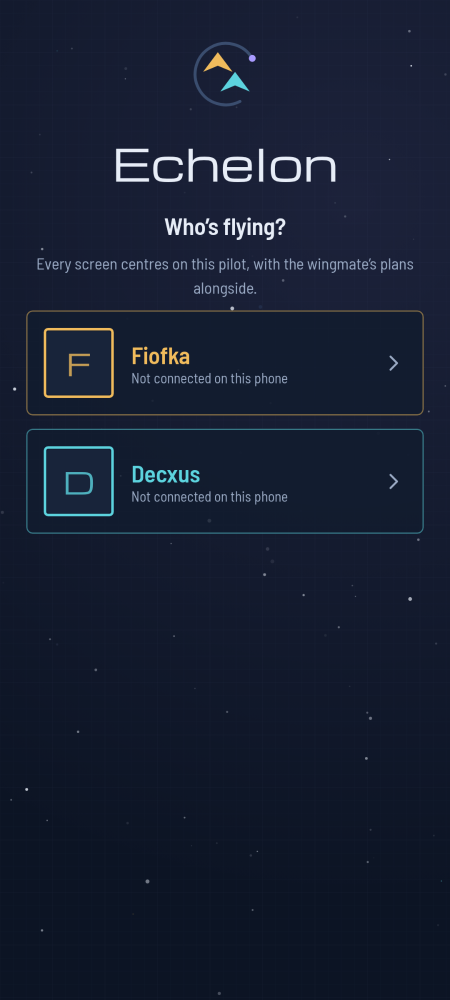 Echelon
Who's flying?
Every screen centres on this pilot, with the wingmate's plans
alongside.
F
Fiofka
Not connected on this phone
D
Decxus
Not connected on this phone